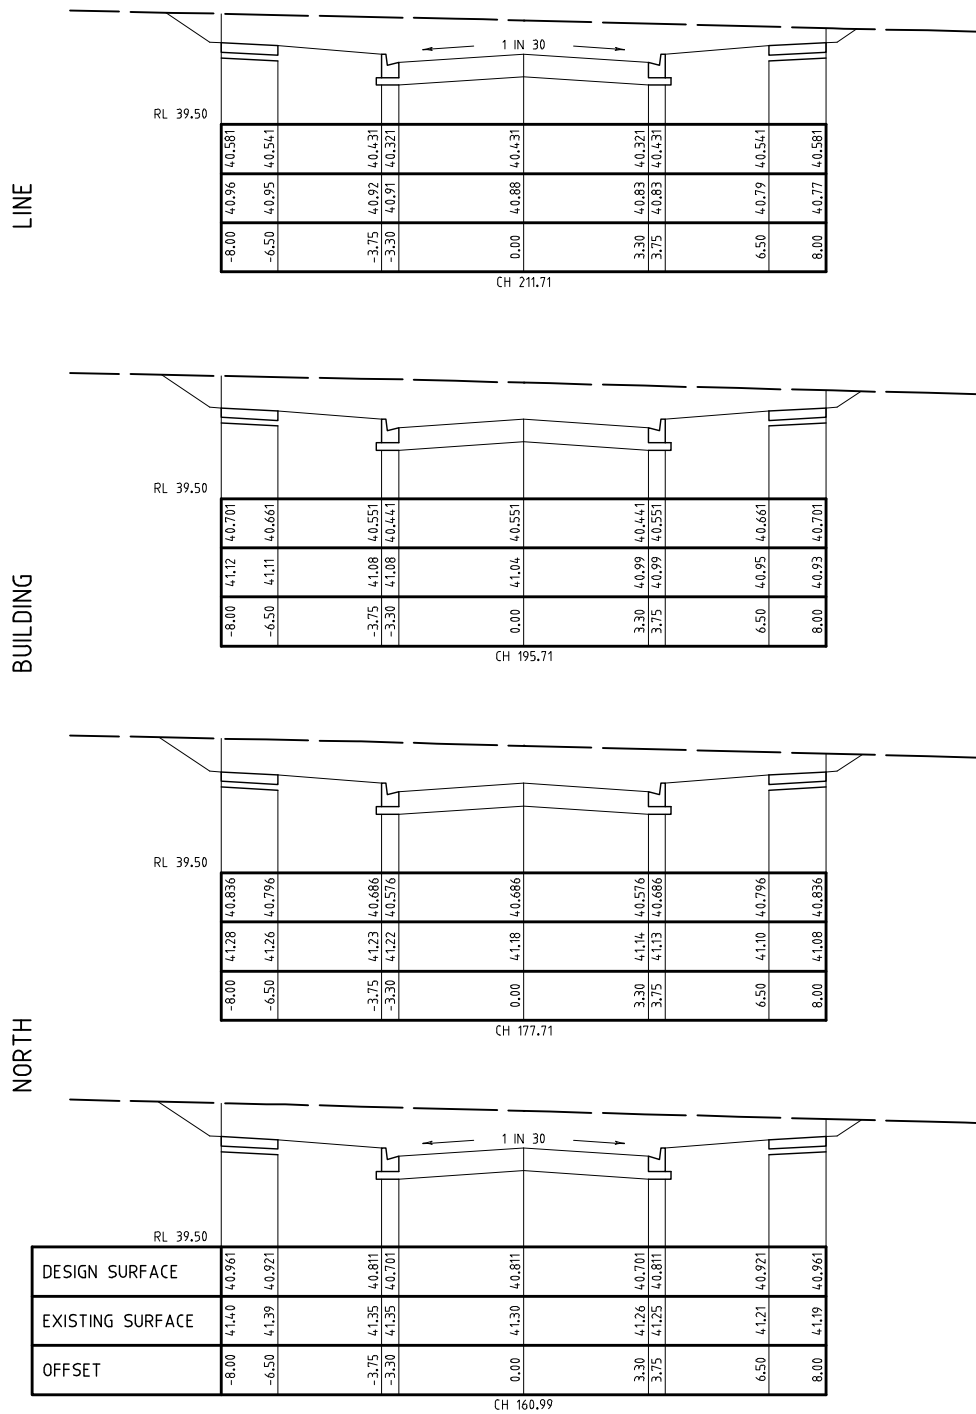 LINE
1 IN 30
RL 39.50
40.581 40.541 40.431 40.321 40.431 40.321 40.431 40.541 40.581
40.96 40.95 40.92 40.91 40.88 40.83 40.83 40.79 40.77
-8.00 -6.50 -3.75 -3.30 0.00 3.30 3.75 6.50 8.00
CH 211.71
BUILDING
RL 39.50
40.701 40.661 40.551 40.441 40.551 40.441 40.551 40.661 40.701
41.12 41.11 41.08 41.08 41.04 40.99 40.99 40.95 40.93
-8.00 -6.50 -3.75 -3.30 0.00 3.30 3.75 6.50 8.00
CH 195.71
NORTH
RL 39.50
40.836 40.796 40.686 40.576 40.686 40.576 40.686 40.796 40.836
41.28 41.26 41.23 41.22 41.18 41.14 41.13 41.10 41.08
-8.00 -6.50 -3.75 -3.30 0.00 3.30 3.75 6.50 8.00
CH 177.71
1 IN 30
RL 39.50
DESIGN SURFACE 40.961 40.921 40.811 40.701 40.811 40.701 40.811 40.921 40.961
EXISTING SURFACE 41.40 41.39 41.35 41.35 41.30 41.26 41.25 41.21 41.19
OFFSET -8.00 -6.50 -3.75 -3.30 0.00 3.30 3.75 6.50 8.00
CH 160.99